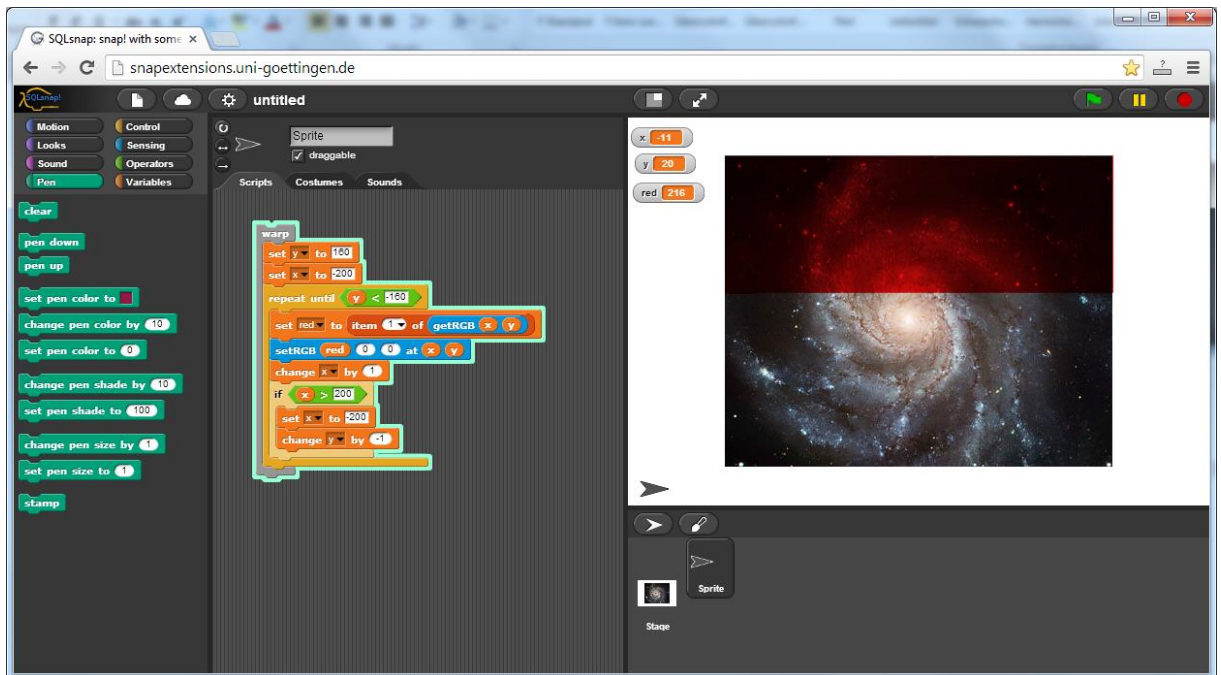 SQLsnap: snap! with some
snapextensions.uni-goettingen.de
SQLsnap!
untitled
Motion
Control
Looks
Sensing
Sound
Operators
Pen
Variables
Sprite
draggable
Scripts Costumes Sounds
clear
pen down
pen up
set pen color to
change pen color by 10
set pen color to 0
change pen shade by 10
set pen shade to 100
change pen size by 1
set pen size to 1
stamp
warp
set y to 160
set x to -200
repeat until y < -160
set red to item 1 of getRGB x y
setRGB red 0 0 at x y
change x by 1
if x > 200
set x to -200
change y by -1
x -11
y 20
red 216
Sprite
Stage